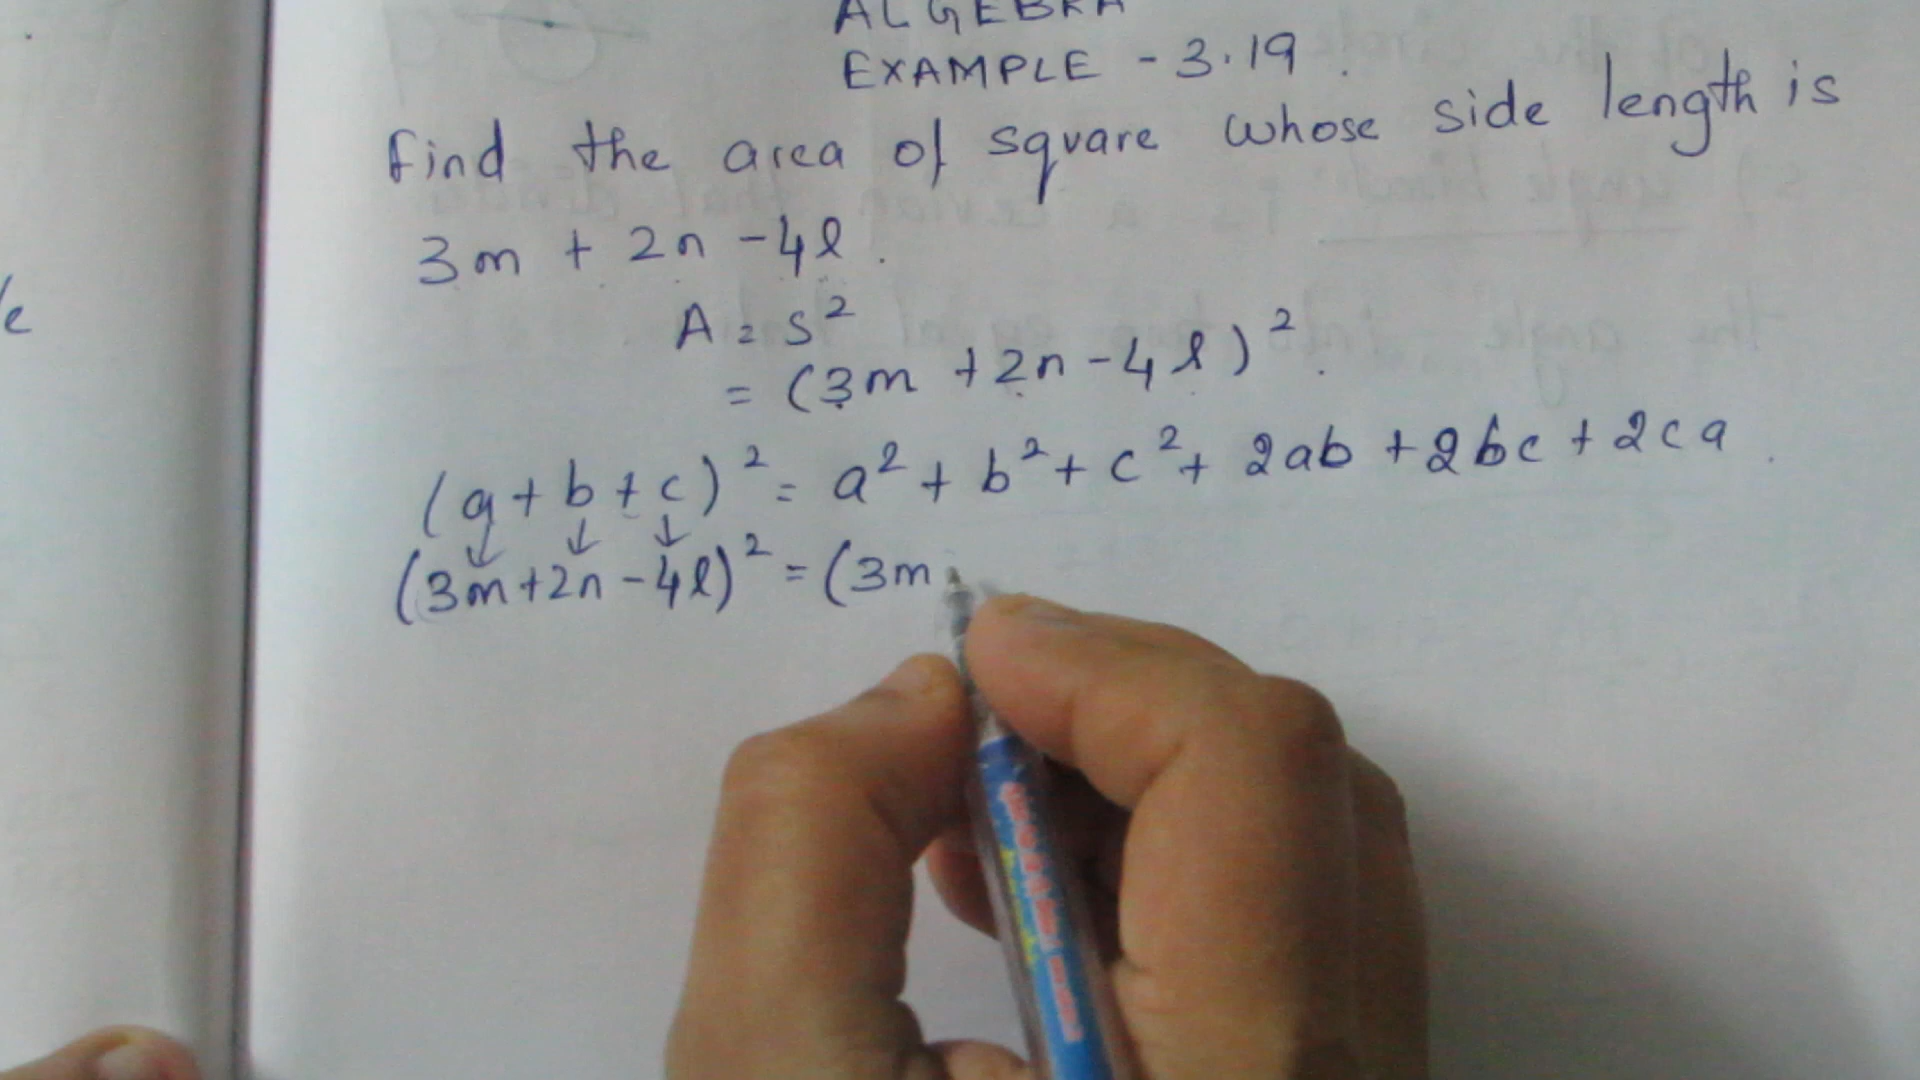 ALGEBRA
EXAMPLE - 3.19.
Find the area of square whose side length is
3m + 2n - 4l.
A = s²
= (3m + 2n - 4l)².
(a + b + c)² = a² + b² + c² + 2ab + 2bc + 2ca.
(3m + 2n - 4l)² = (3m